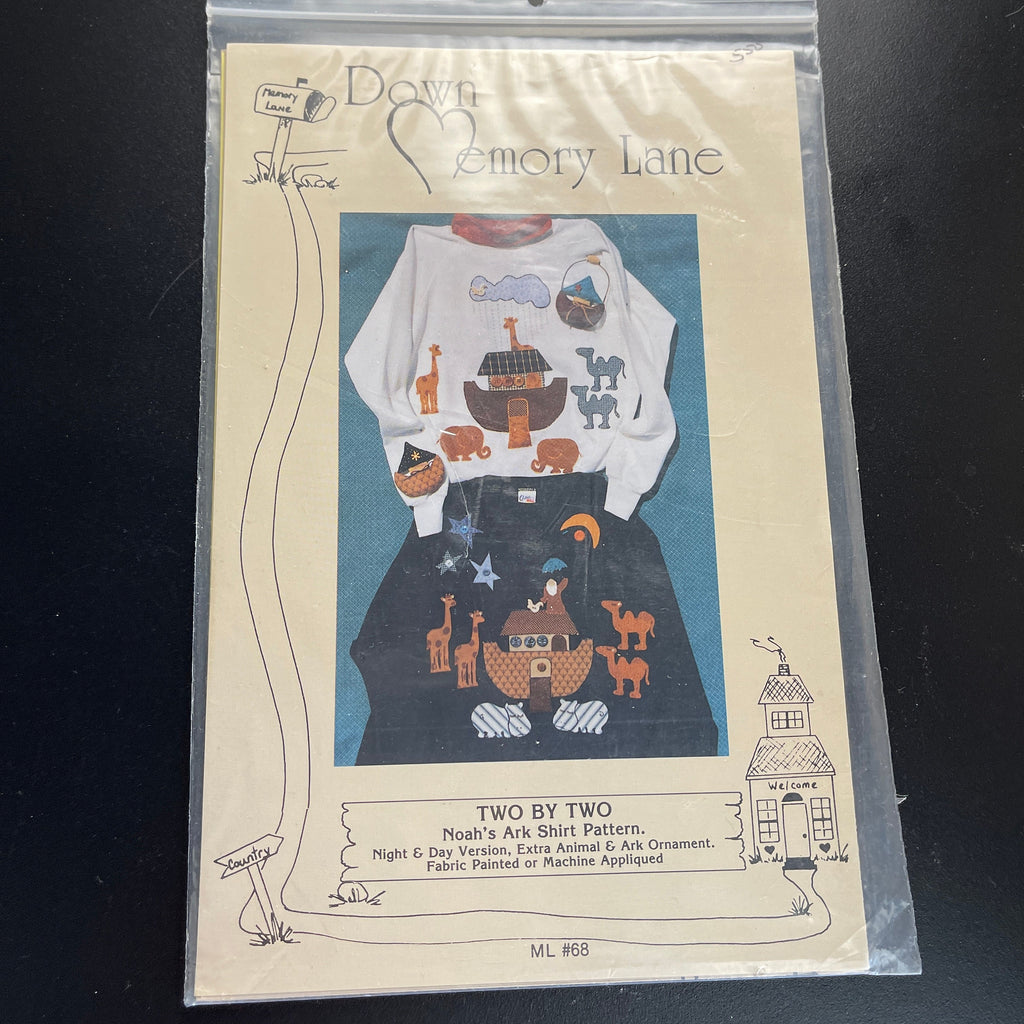 550
Memory
Lane
Down
Memory Lane
TWO BY TWO
Noah's Ark Shirt Pattern.
Night & Day Version, Extra Animal & Ark Ornament.
Fabric Painted or Machine Appliqued
Welcome
Country
ML #68